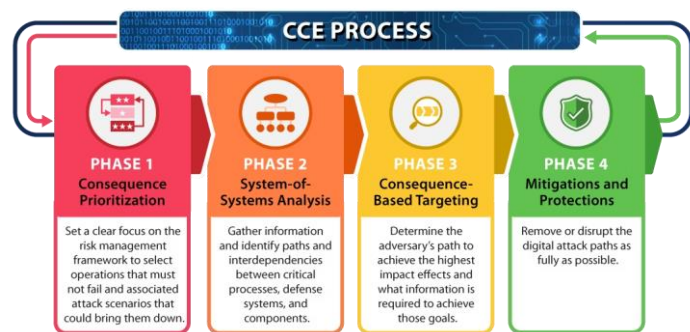 CCE PROCESS
PHASE 1
Consequence
Prioritization
Set a clear focus on the
risk management
framework to select
operations that must
not fail and associated
attack scenarios that
could bring them down.
PHASE 2
System-of-
Systems Analysis
Gather information
and identify paths and
interdependencies
between critical
processes, defense
systems, and
components.
PHASE 3
Consequence-
Based Targeting
Determine the
adversary's path to
achieve the highest
impact effects and
what information is
required to achieve
those goals.
PHASE 4
Mitigations and
Protections
Remove or disrupt the
digital attack paths as
fully as possible.